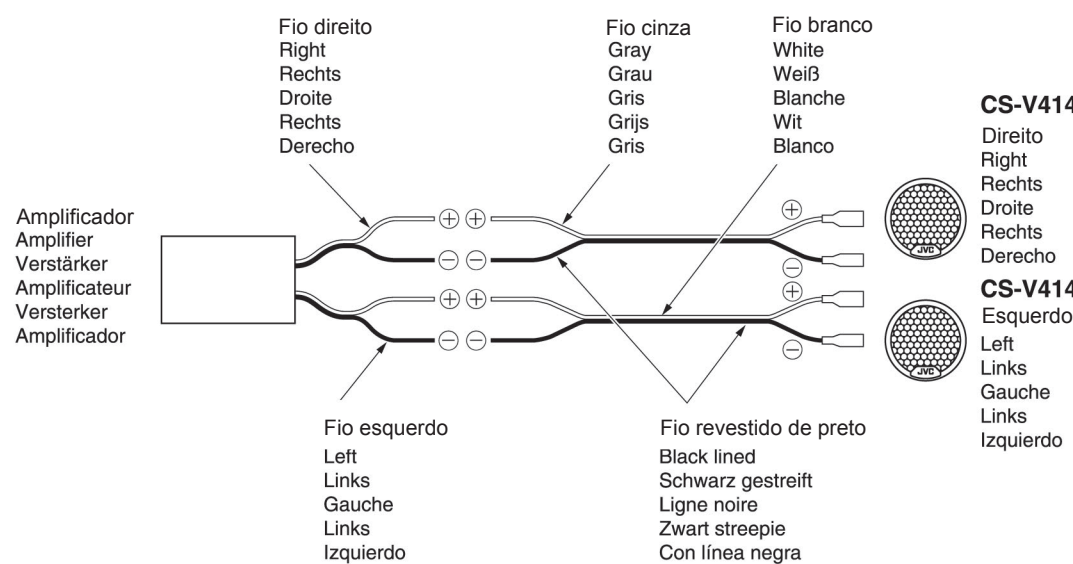 Fio direito
Right
Rechts
Droite
Rechts
Derecho
Fio cinza
Gray
Grau
Gris
Grijs
Gris
Fio branco
White
Weiß
Blanche
Wit
Blanco
CS-V414
Direito
Right
Rechts
Droite
Rechts
Derecho
Amplificador
Amplifier
Verstärker
Amplificateur
Versterker
Amplificador
+ +
- -
+ +
- -
+
-
+
-
JVC
CS-V414
Esquerdo
Left
Links
Gauche
Links
Izquierdo
JVC
Fio esquerdo
Left
Links
Gauche
Links
Izquierdo
Fio revestido de preto
Black lined
Schwarz gestreift
Ligne noire
Zwart streepie
Con línea negra